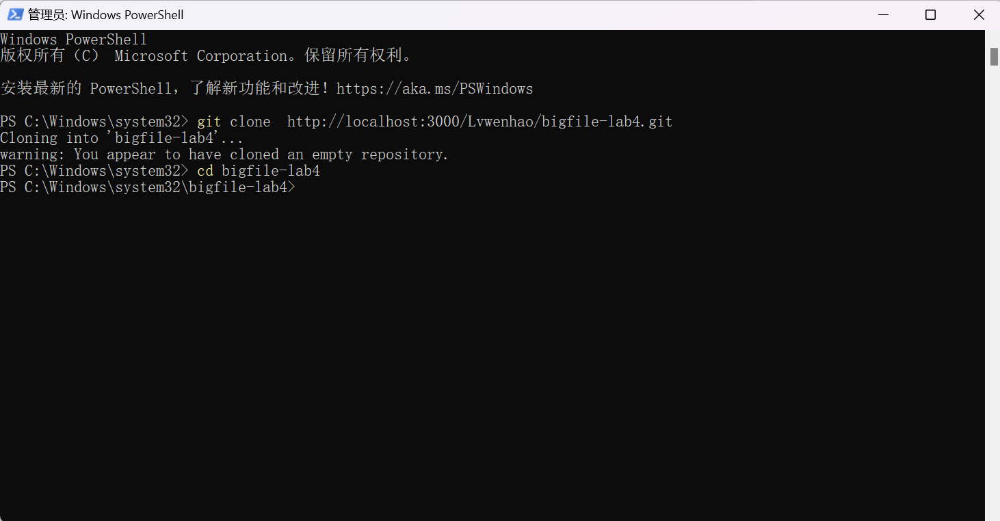 管理员: Windows PowerShell
Windows PowerShell
版权所有（C） Microsoft Corporation。保留所有权利。
安装最新的 PowerShell，了解新功能和改进！https://aka.ms/PSWindows
PS C:\Windows\system32> git clone  http://localhost:3000/Lvwenhao/bigfile-lab4.git
Cloning into 'bigfile-lab4'...
warning: You appear to have cloned an empty repository.
PS C:\Windows\system32> cd bigfile-lab4
PS C:\Windows\system32\bigfile-lab4>